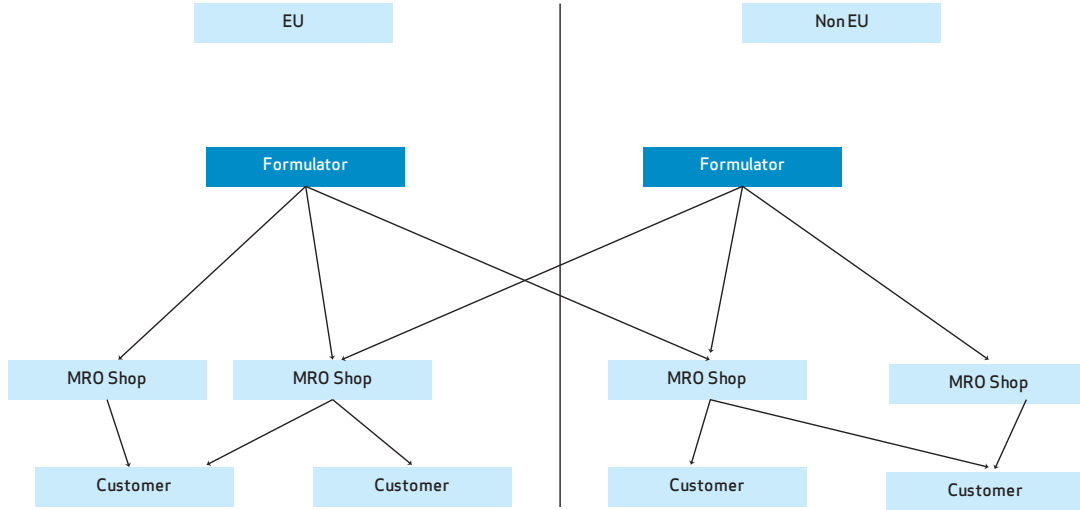 EU
Non EU
Formulator
Formulator
MRO Shop
MRO Shop
MRO Shop
MRO Shop
Customer
Customer
Customer
Customer